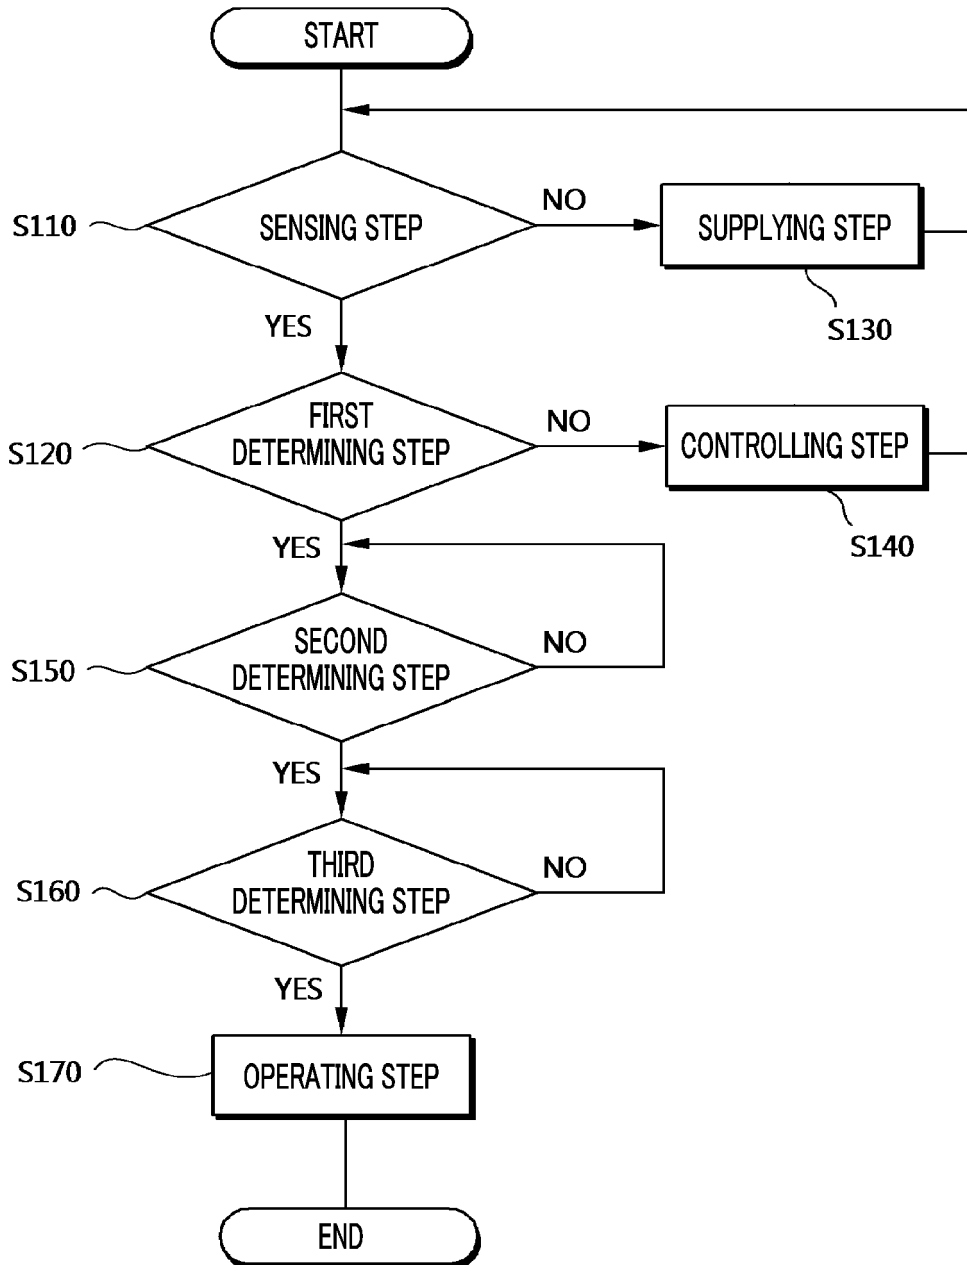 START
S110
SENSING STEP
NO
SUPPLYING STEP
S130
YES
S120
FIRST
DETERMINING STEP
NO
CONTROLLING STEP
S140
YES
S150
SECOND
DETERMINING STEP
NO
YES
S160
THIRD
DETERMINING STEP
NO
YES
S170
OPERATING STEP
END